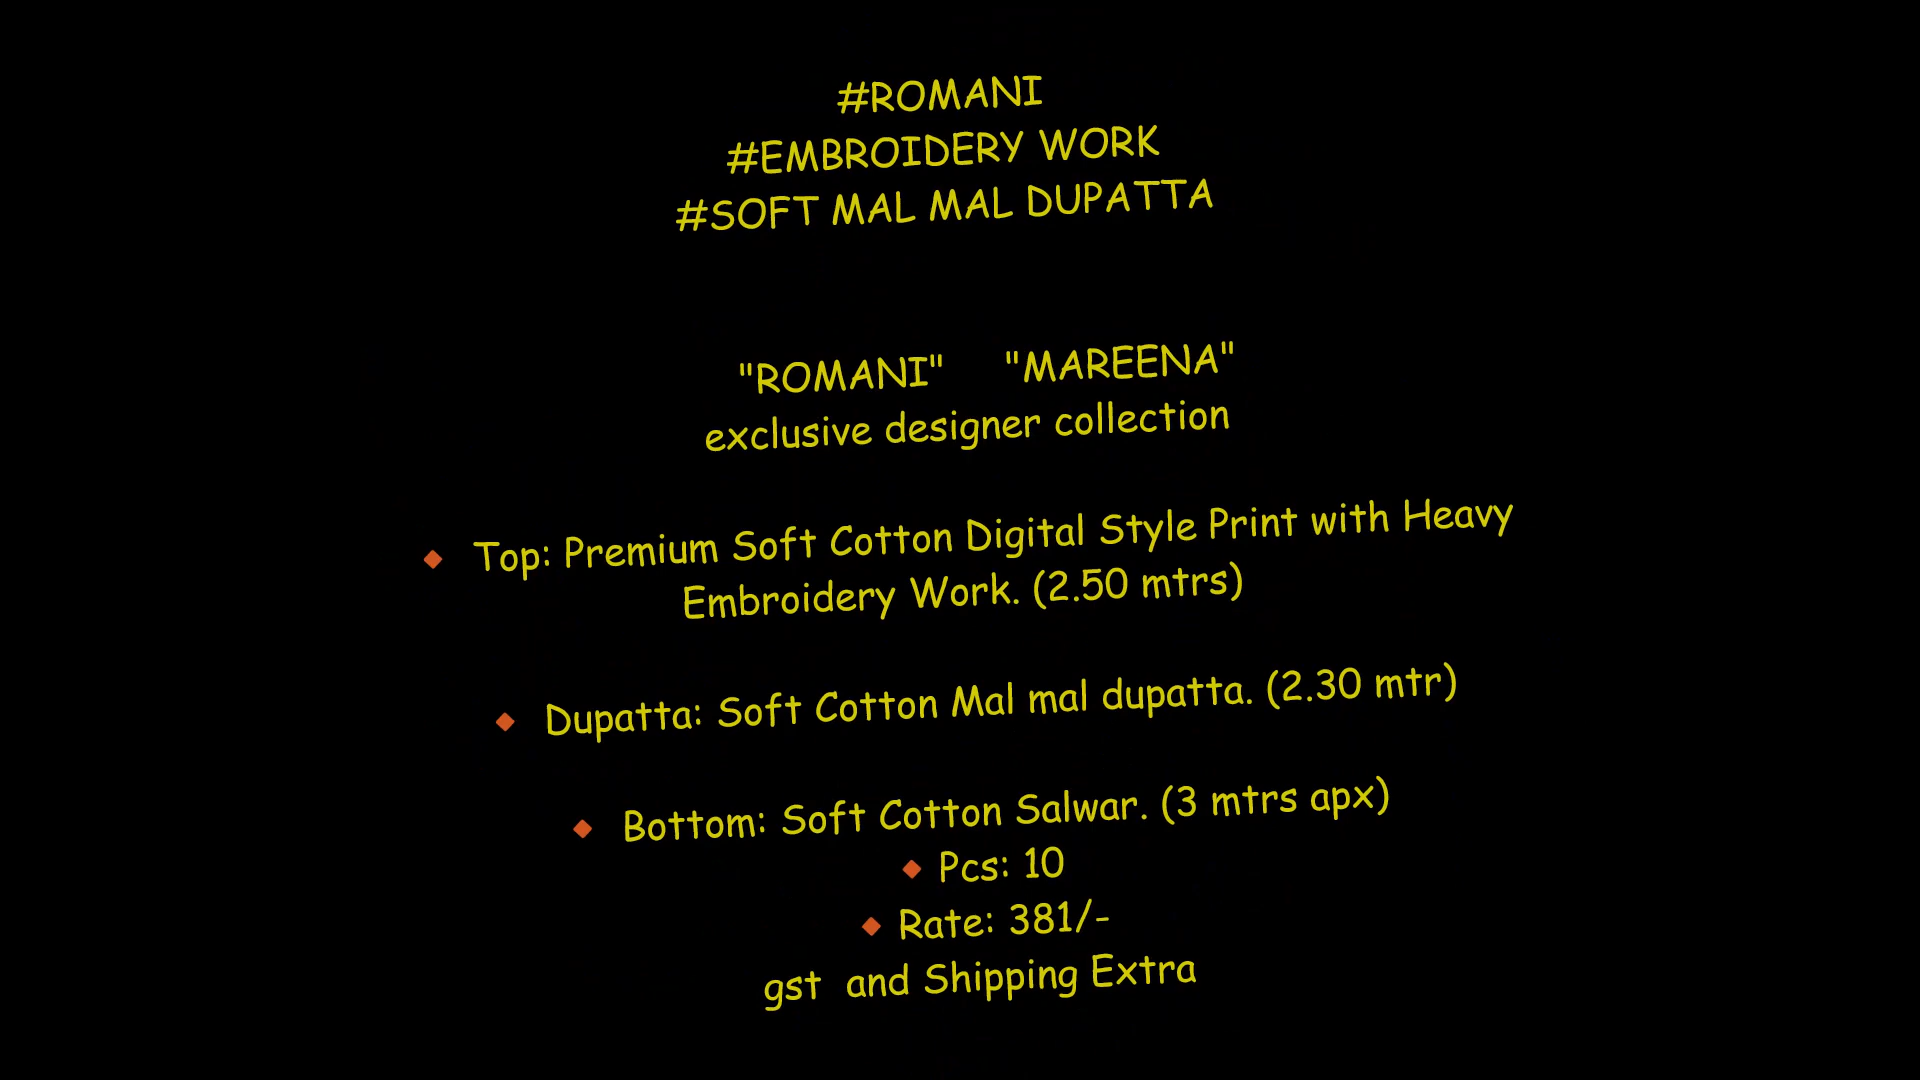 #ROMANI
#EMBROIDERY WORK
#SOFT MAL MAL DUPATTA
"ROMANI" "MAREENA"
exclusive designer collection
🔸 Top: Premium Soft Cotton Digital Style Print with Heavy
Embroidery Work. (2.50 mtrs)
🔸 Dupatta: Soft Cotton Mal mal dupatta. (2.30 mtr)
🔸 Bottom: Soft Cotton Salwar. (3 mtrs apx)
🔸 Pcs: 10
🔸 Rate: 381/-
gst and Shipping Extra